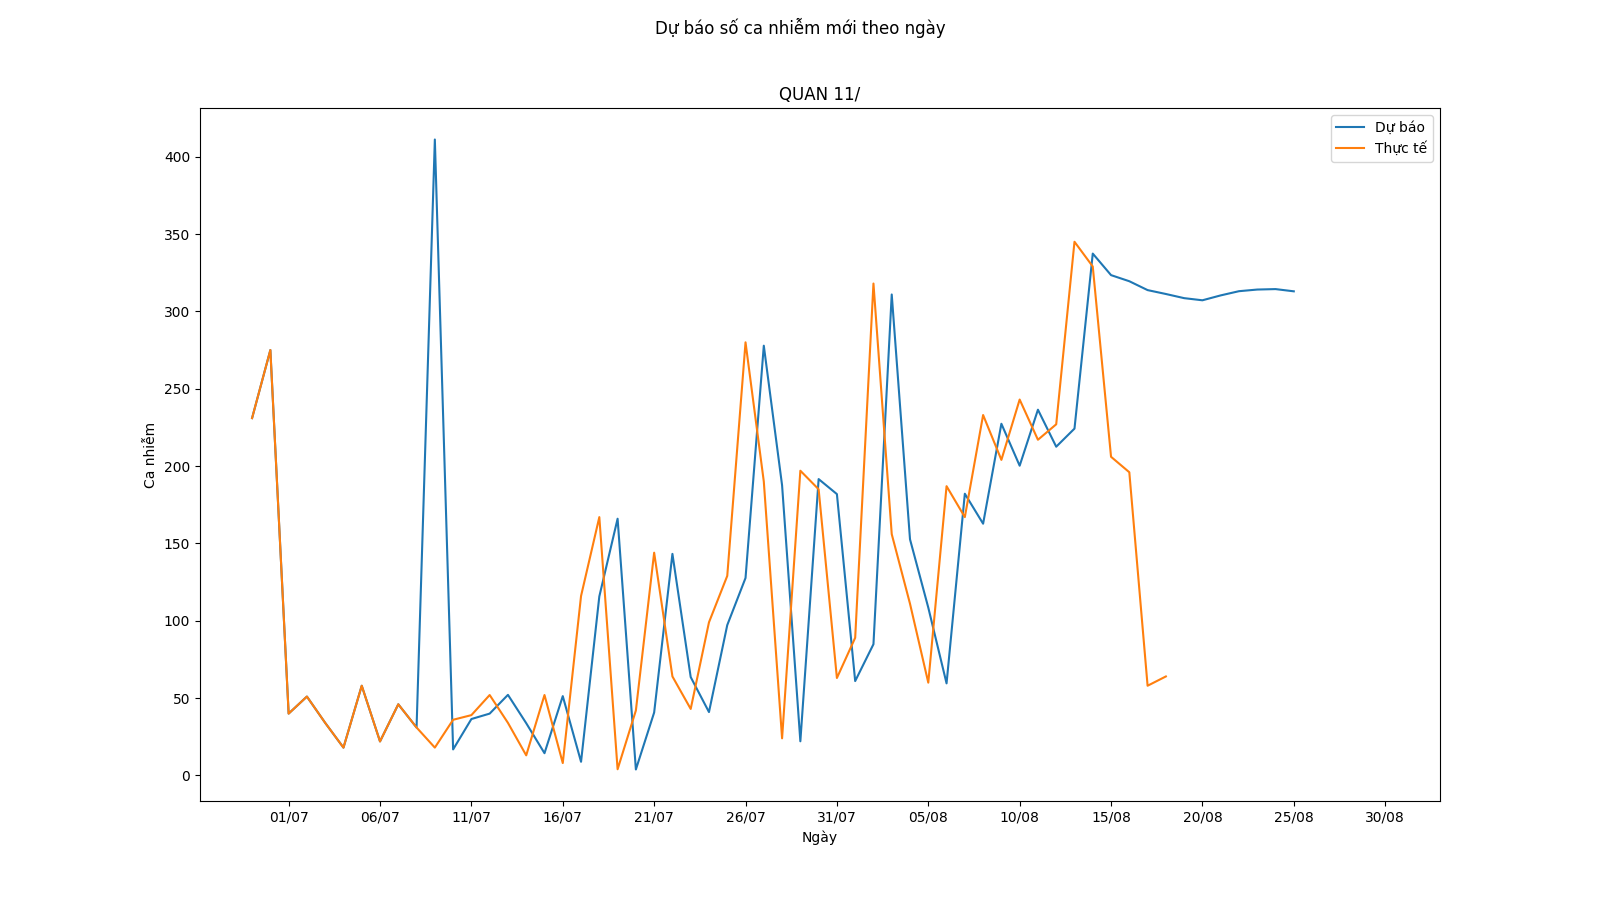 Dự báo số ca nhiễm mới theo ngày
QUAN 11/
Dự báo
Thực tế
400
350
300
250
200
150
100
50
0
Ca nhiễm
01/07 06/07 11/07 16/07 21/07 26/07 31/07 05/08 10/08 15/08 20/08 25/08 30/08
Ngày